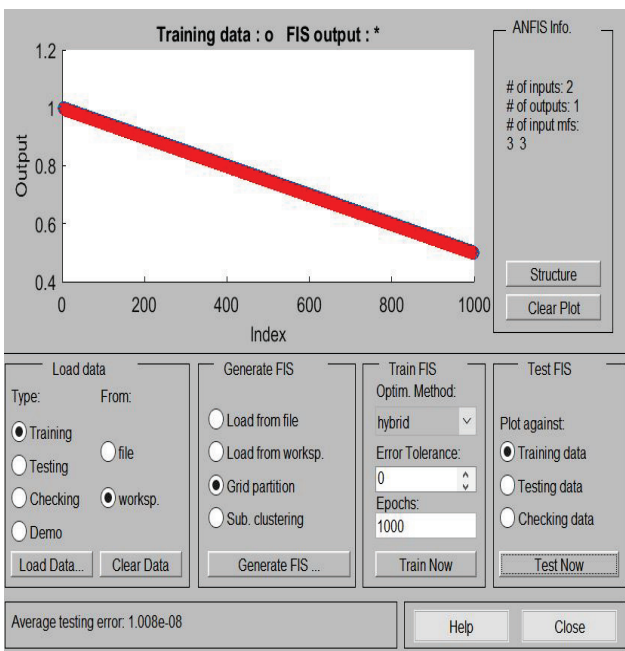 Training data : o   FIS output : *
1.2
1
0.8
0.6
0.4
Output
0
200
400
600
800
1000
Index
ANFIS Info.
# of inputs: 2
# of outputs: 1
# of input mfs:
3 3
Structure
Clear Plot
Load data
Type:
From:
Training
Testing
Checking
Demo
file
worksp.
Load Data...
Clear Data
Generate FIS
Load from file
Load from worksp.
Grid partition
Sub. clustering
Generate FIS ...
Train FIS
Optim. Method:
hybrid
Error Tolerance:
0
Epochs:
1000
Train Now
Test FIS
Plot against:
Training data
Testing data
Checking data
Test Now
Average testing error: 1.008e-08
Help
Close